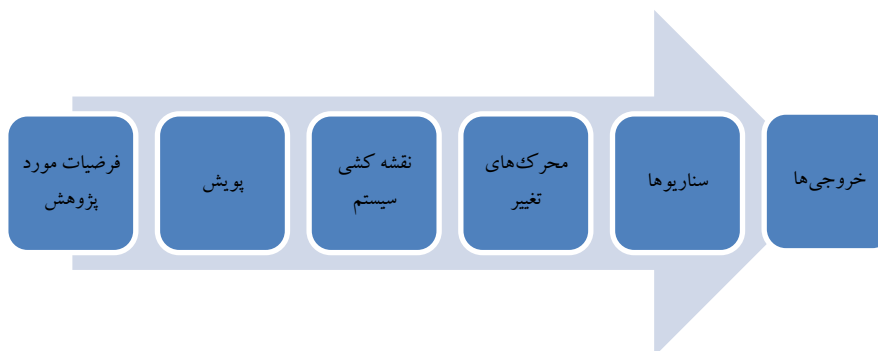 فرضیات مورد
پژوهش
پویش
نقشه کشی
سیستم
محرک‌های
تغییر
سناریوها
خروجی‌ها